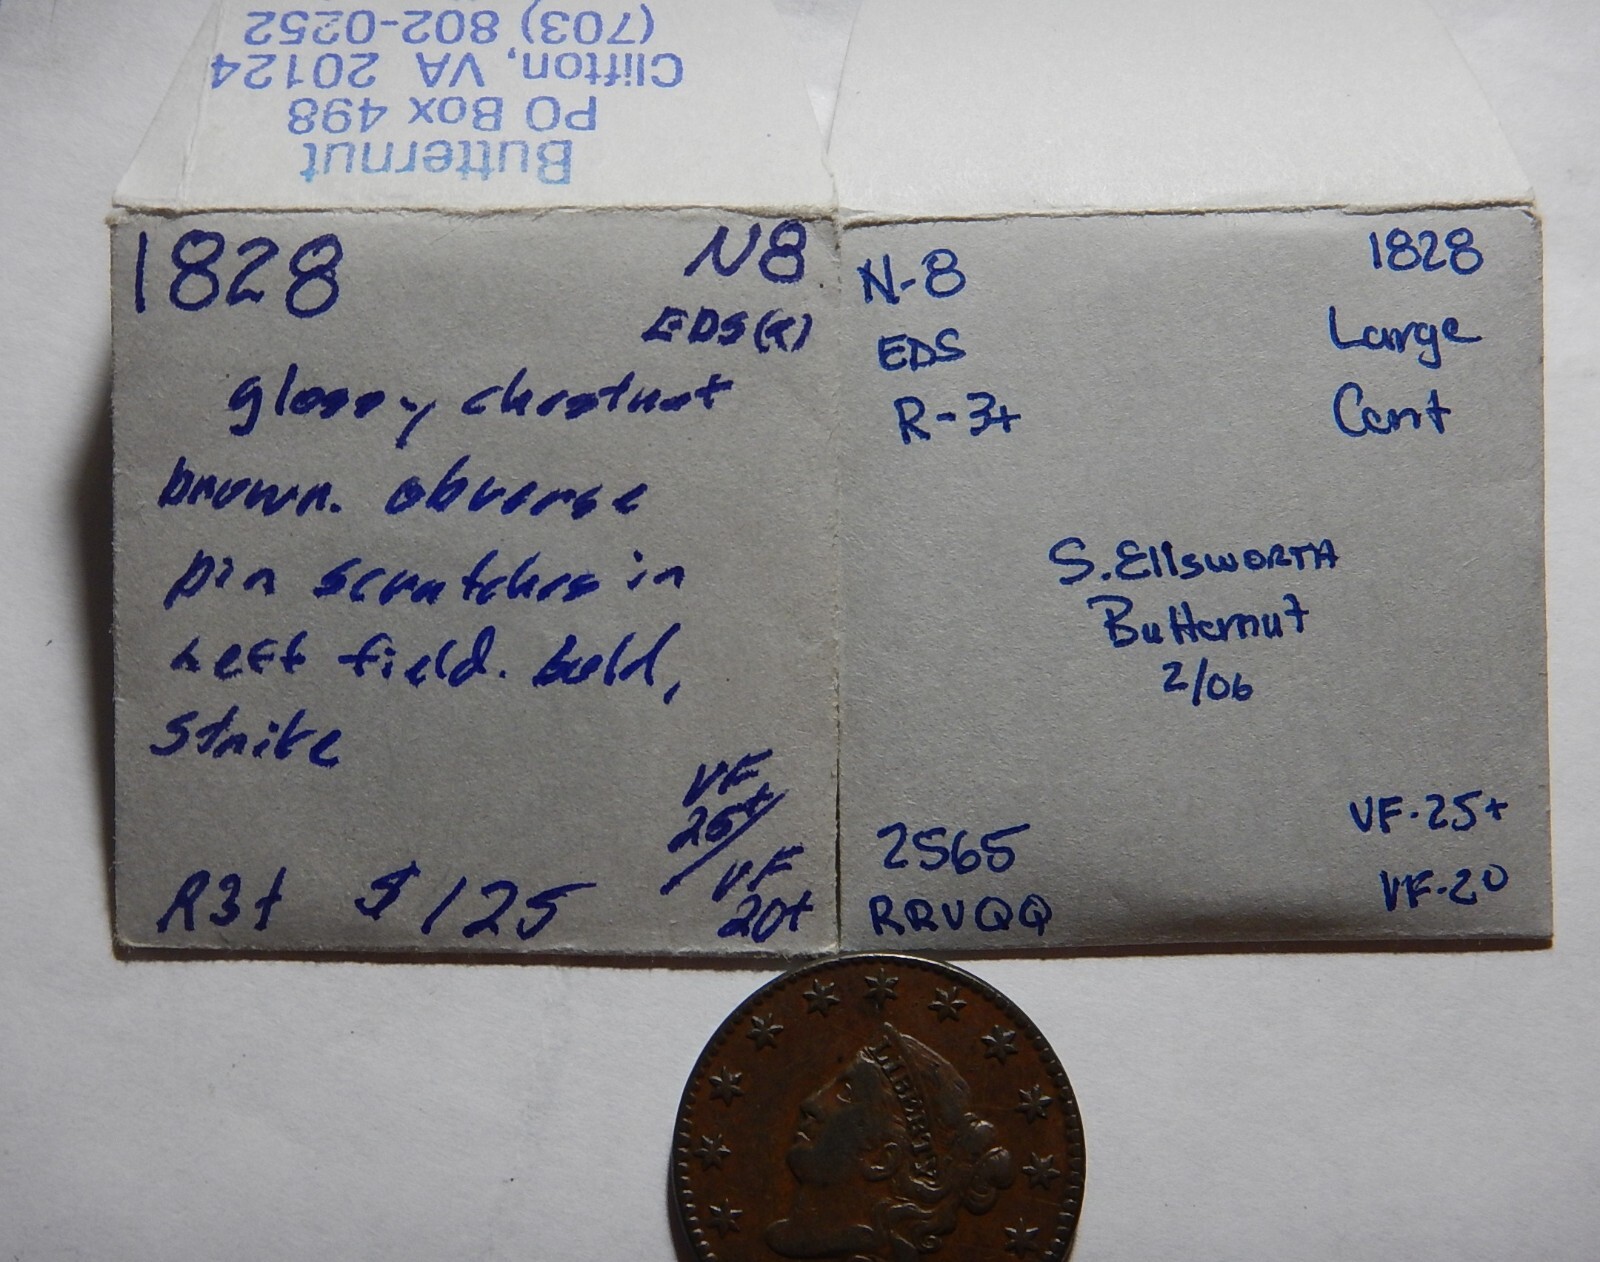 Butternut
PO Box 498
Clifton, VA 20124
(703) 802-0252
1828 N8
EDS
glossy chestnut
brown. obverse
pin scratches in
Left field. bold,
strike
VF
25+/
VF
20+
R3+ $125
N-8 1828
EDS Large
R-3+ Cent
S. EllsWORTH
Butternut
2/06
2565 VF-25+
RRVQQ VF-20
LIBERTY